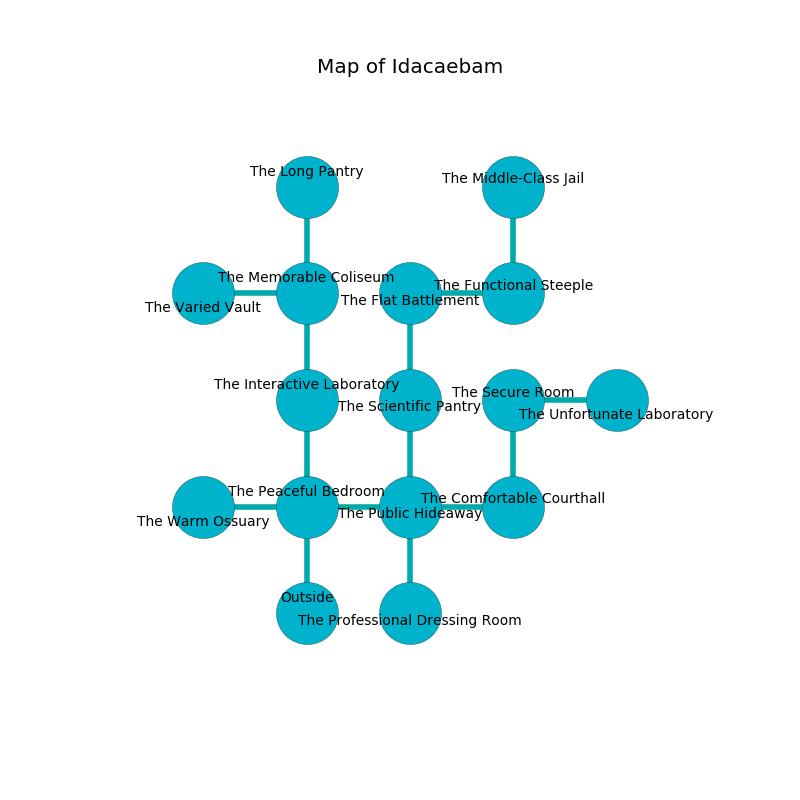 Map of Idacaebam
The Long Pantry
The Middle-Class Jail
The Memorable Coliseum
The Functional Steeple
The Flat Battlement
The Varied Vault
The Interactive Laboratory
The Secure Room
The Scientific Pantry
The Unfortunate Laboratory
The Peaceful Bedroom
The Comfortable Courthall
The Public Hideaway
The Warm Ossuary
Outside
The Professional Dressing Room